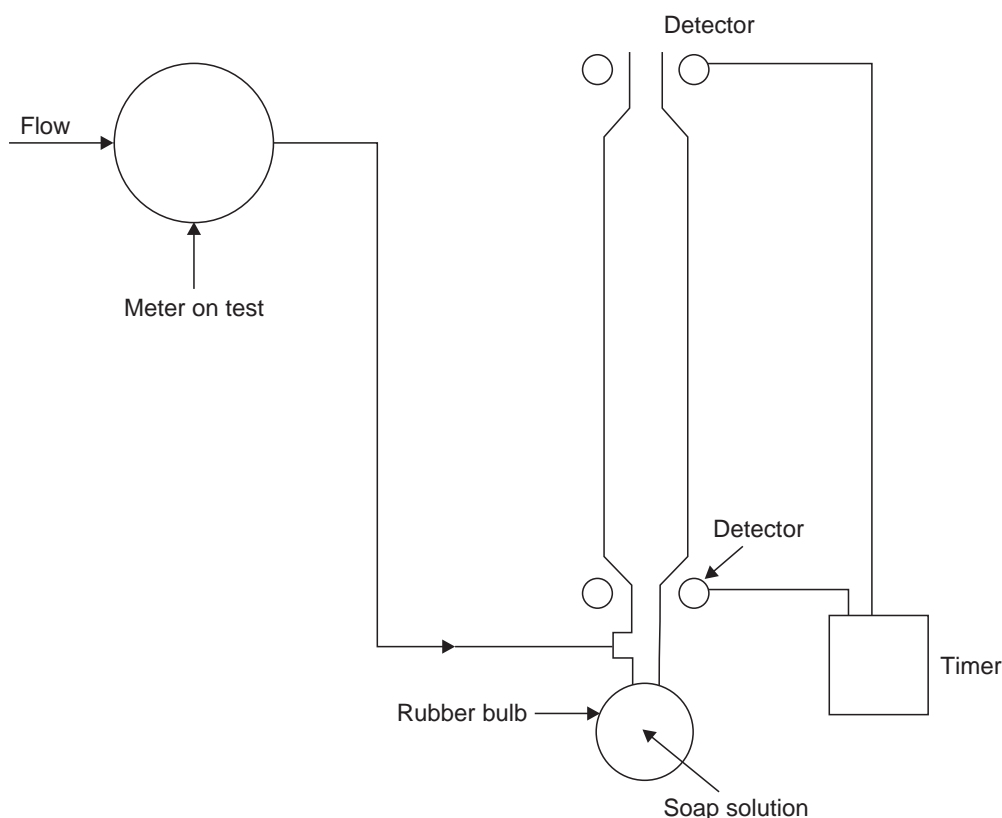 Detector
Flow
Meter on test
Detector
Timer
Rubber bulb
Soap solution